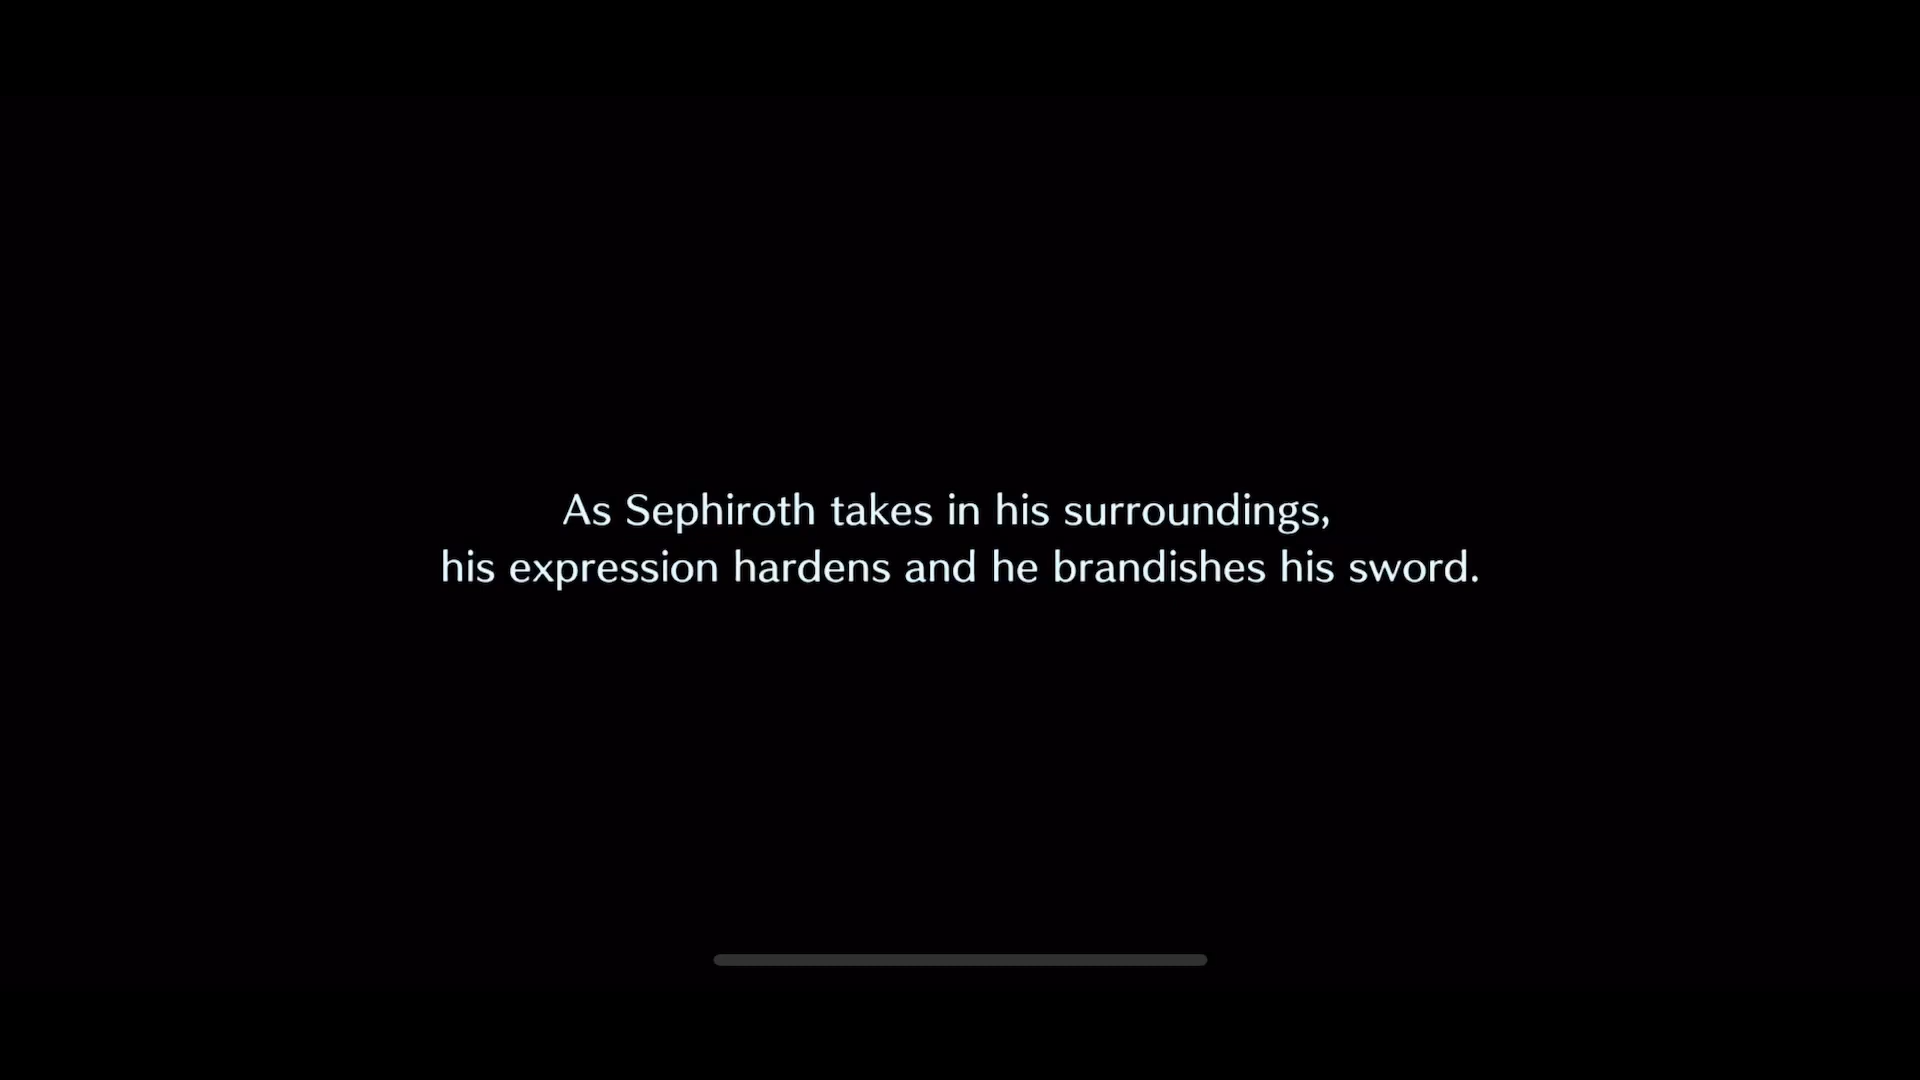 As Sephiroth takes in his surroundings,
his expression hardens and he brandishes his sword.